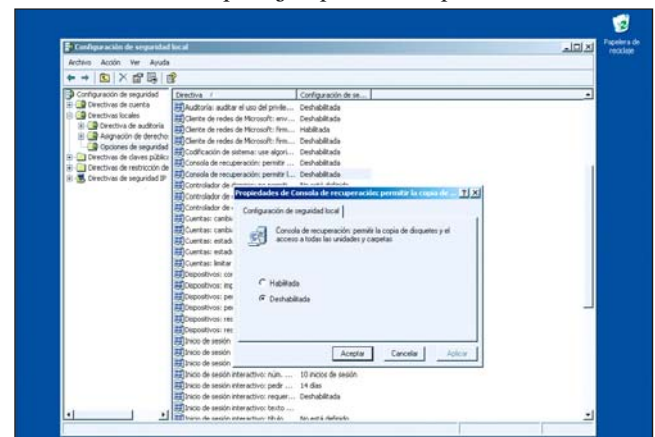 Papelera de
reciclaje
Configuración de seguridad local
Archivo Acción Ver Ayuda
Configuración de seguridad
Directivas de cuenta
Directivas locales
Directiva de auditoría
Asignación de derecho
Opciones de seguridad
Directivas de claves públic
Directivas de restricción de
Directivas de seguridad IP
Directiva / Configuración de se...
Auditoría: auditar el uso del privile... Deshabilitada
Cliente de redes de Microsoft: env... Deshabilitada
Cliente de redes de Microsoft: firm... Habilitada
Cliente de redes de Microsoft: firm... Deshabilitada
Codificación de sistema: use algori... Deshabilitada
Consola de recuperación: permitir ... Deshabilitada
Consola de recuperación: permitir l... Deshabilitada
Controlador de
Controlador de
Controlador de
Cuentas: cambi
Cuentas: cambi
Cuentas: estad
Cuentas: estad
Cuentas: limitar
Dispositivos:
Dispositivos:
Dispositivos: per
Dispositivos: per
Dispositivos: res
Dispositivos: res
Inicio de sesión
Inicio de sesión
Inicio de sesión
Inicio de sesión interactivo: núm. ... 10 inicios de sesión
Inicio de sesión interactivo: pedir ... 14 días
Inicio de sesión interactivo: requer... Deshabilitada
Inicio de sesión interactivo: texto ...
Inicio de sesión interactivo: título No está definido
Propiedades de Consola de recuperación: permitir la copia de ...
Configuración de seguridad local
Consola de recuperación: permitir la copia de disquetes y el
acceso a todas las unidades y carpetas
Habilitada
Deshabilitada
Aceptar Cancelar Aplicar